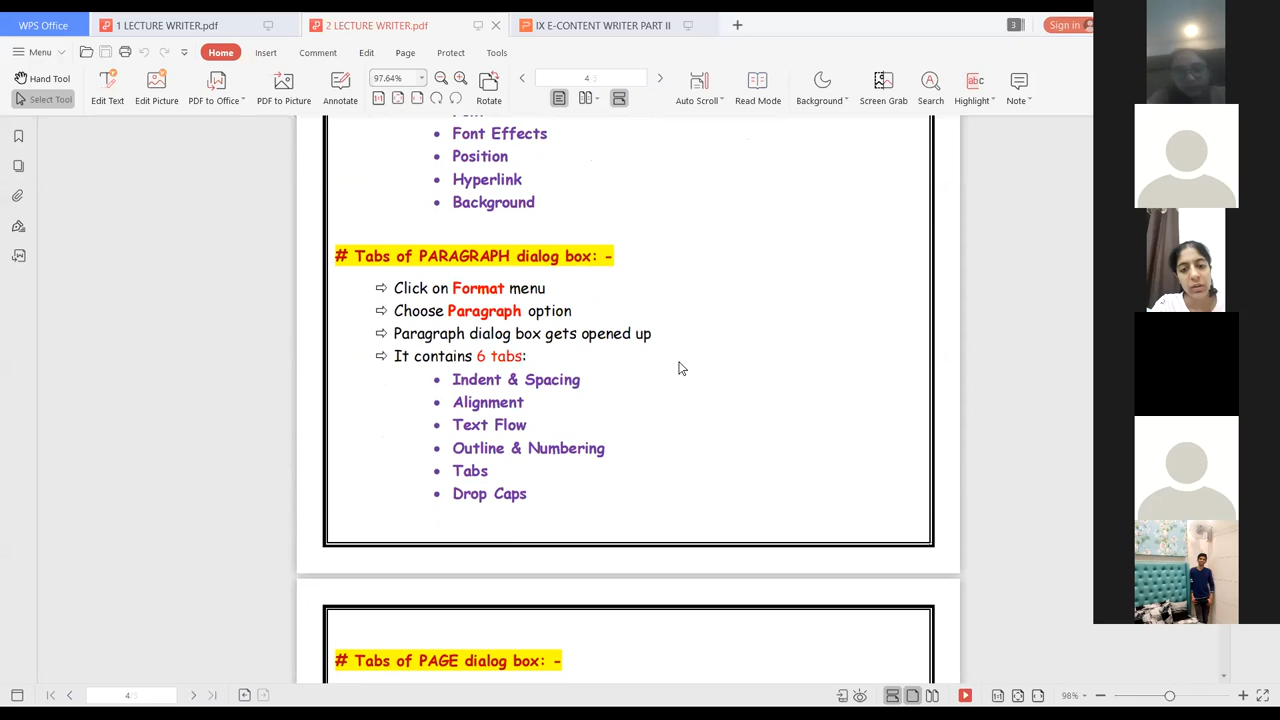 WPS Office
1 LECTURE WRITER.pdf
2 LECTURE WRITER.pdf
IX E-CONTENT WRITER PART II
3
Sign in
Menu
Home
Insert
Comment
Edit
Page
Protect
Tools
Hand Tool
Select Tool
Edit Text
Edit Picture
PDF to Office
PDF to Picture
Annotate
97.64%
Rotate
4
Auto Scroll
Read Mode
Background
Screen Grab
Search
Highlight
Note
Font Effects
Position
Hyperlink
Background
# Tabs of PARAGRAPH dialog box: -
Click on Format menu
Choose Paragraph option
Paragraph dialog box gets opened up
It contains 6 tabs:
Indent & Spacing
Alignment
Text Flow
Outline & Numbering
Tabs
Drop Caps
# Tabs of PAGE dialog box: -
98%